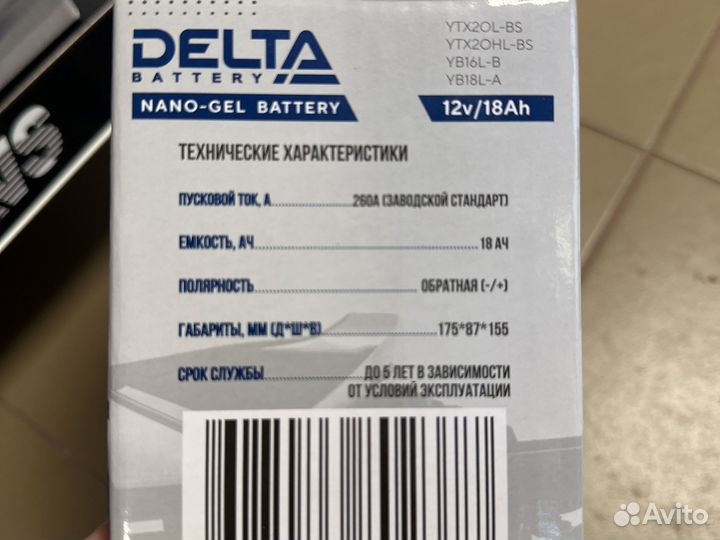 DELTA
BATTERY
YTX20L-BS
YTX20HL-BS
YB16L-B
YB18L-A
NANO-GEL BATTERY
12v/18Ah
ТЕХНИЧЕСКИЕ ХАРАКТЕРИСТИКИ
ПУСКОВОЙ ТОК, А 260А (ЗАВОДСКОЙ СТАНДАРТ)
ЕМКОСТЬ, АЧ 18 АЧ
ПОЛЯРНОСТЬ ОБРАТНАЯ (-/+)
ГАБАРИТЫ, ММ (Д*Ш*В) 175*87*155
СРОК СЛУЖБЫ ДО 5 ЛЕТ В ЗАВИСИМОСТИ
ОТ УСЛОВИЙ ЭКСПЛУАТАЦИИ
Avito